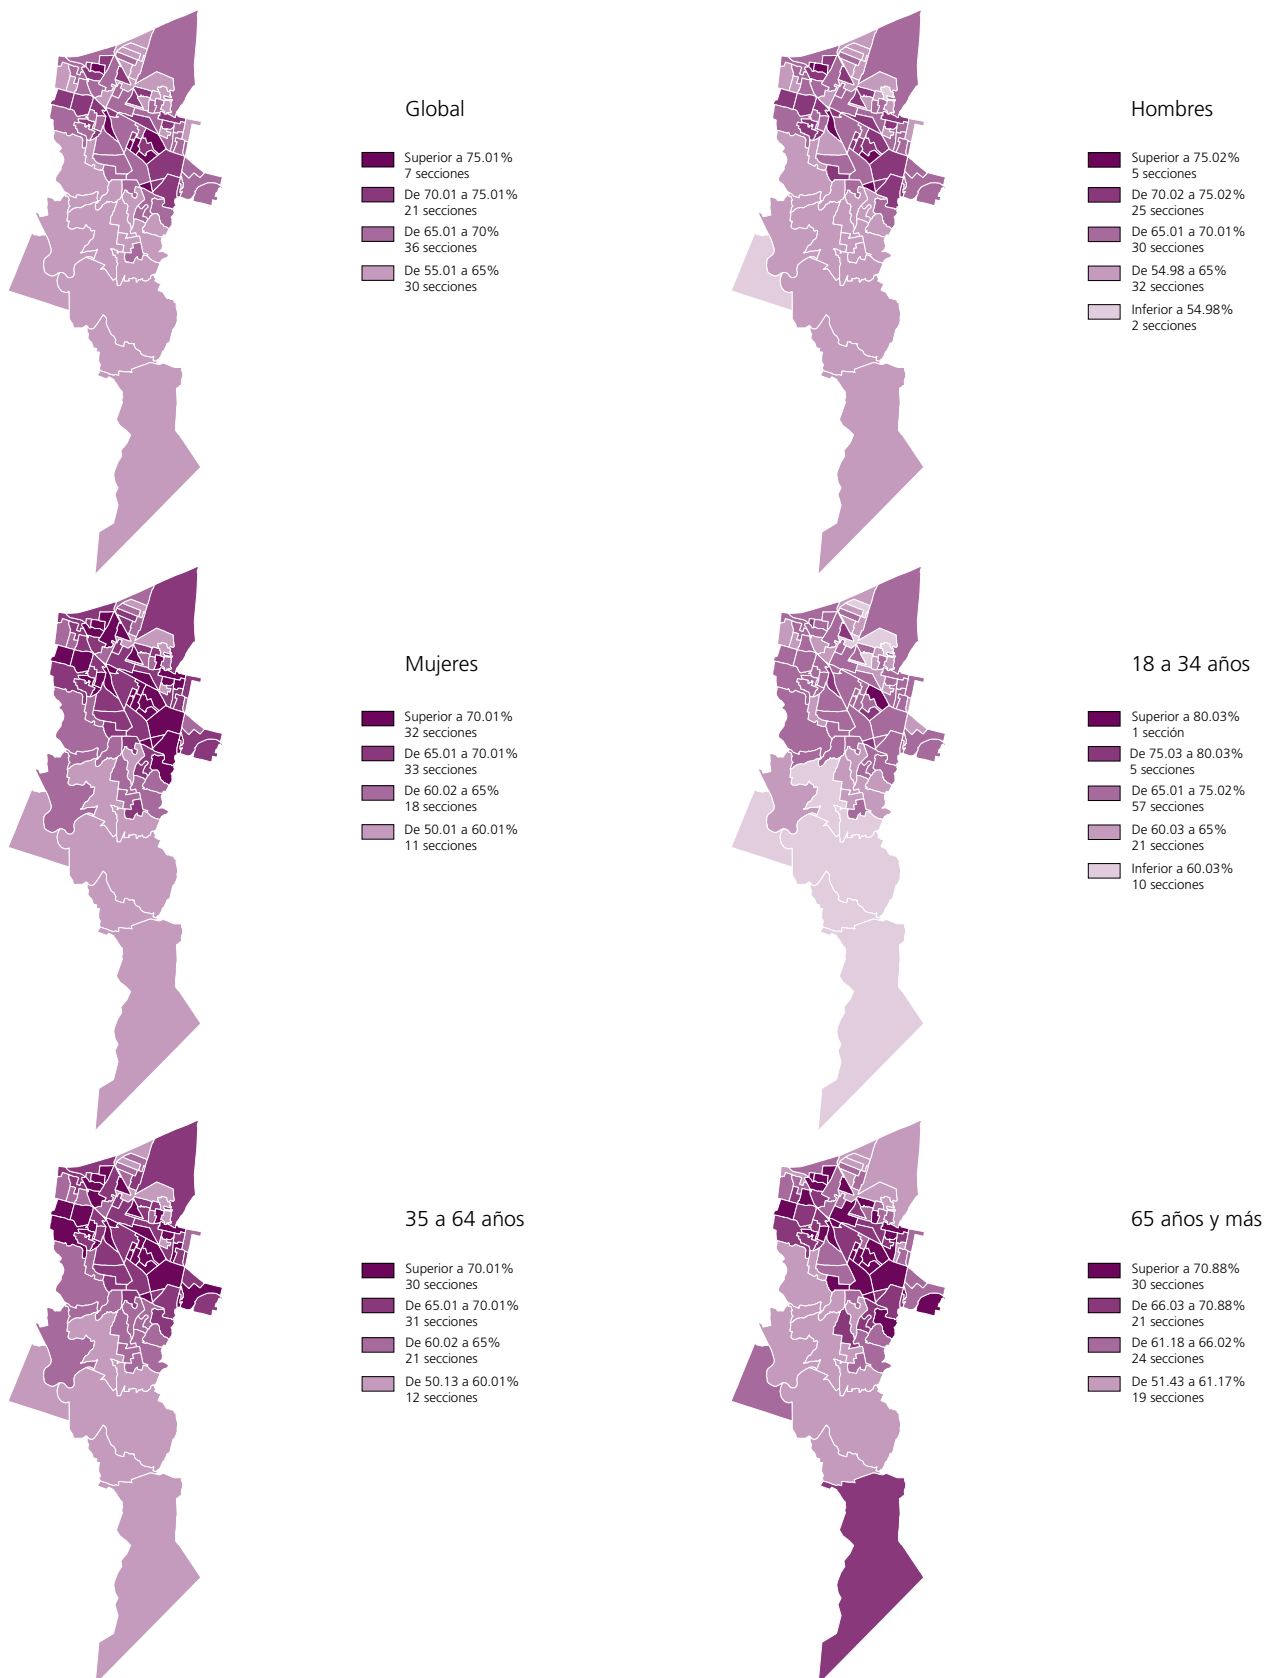 Global
Superior a 75.01%
7 secciones
De 70.01 a 75.01%
21 secciones
De 65.01 a 70%
36 secciones
De 55.01 a 65%
30 secciones
Hombres
Superior a 75.02%
5 secciones
De 70.02 a 75.02%
25 secciones
De 65.01 a 70.01%
30 secciones
De 54.98 a 65%
32 secciones
Inferior a 54.98%
2 secciones
Mujeres
Superior a 70.01%
32 secciones
De 65.01 a 70.01%
33 secciones
De 60.02 a 65%
18 secciones
De 50.01 a 60.01%
11 secciones
18 a 34 años
Superior a 80.03%
1 sección
De 75.03 a 80.03%
5 secciones
De 65.01 a 75.02%
57 secciones
De 60.03 a 65%
21 secciones
Inferior a 60.03%
10 secciones
35 a 64 años
Superior a 70.01%
30 secciones
De 65.01 a 70.01%
31 secciones
De 60.02 a 65%
21 secciones
De 50.13 a 60.01%
12 secciones
65 años y más
Superior a 70.88%
30 secciones
De 66.03 a 70.88%
21 secciones
De 61.18 a 66.02%
24 secciones
De 51.43 a 61.17%
19 secciones